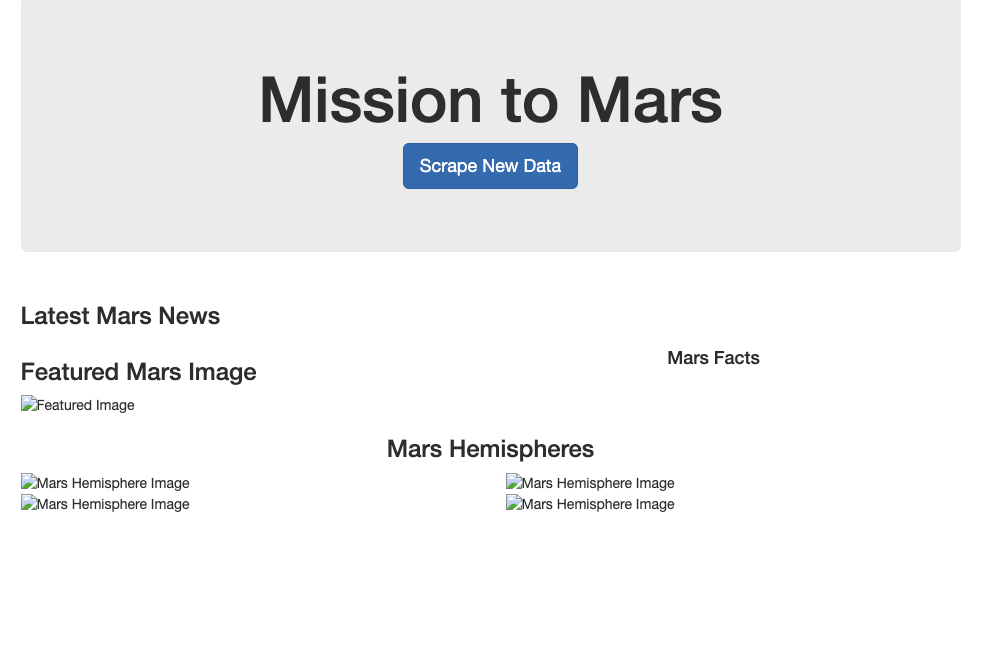 Mission to Mars
Scrape New Data
Latest Mars News
Featured Mars Image
Mars Facts
Featured Image
Mars Hemispheres
Mars Hemisphere Image
Mars Hemisphere Image
Mars Hemisphere Image
Mars Hemisphere Image